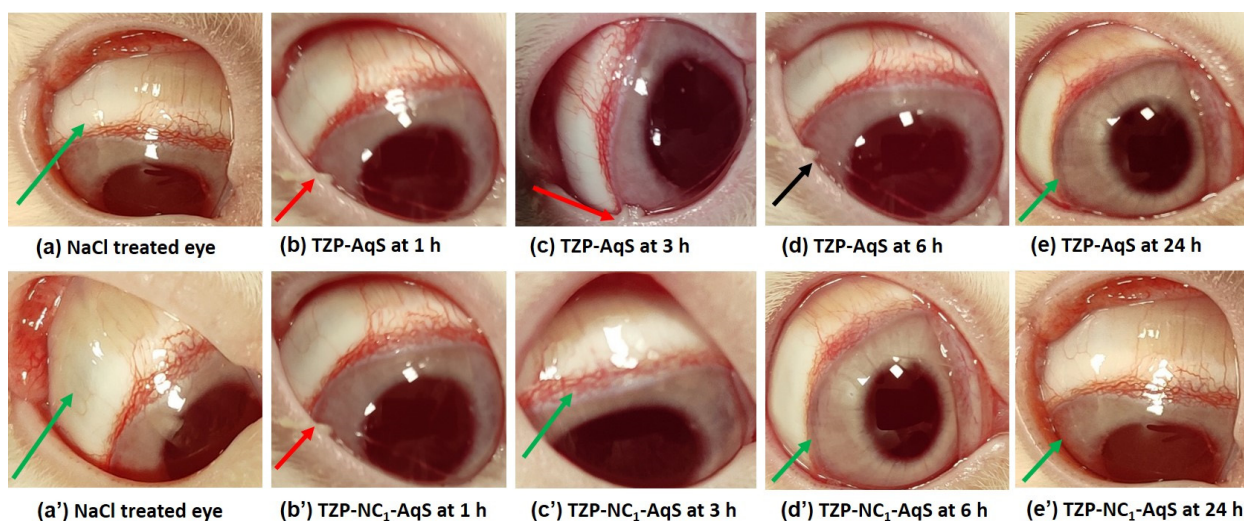 (a) NaCl treated eye
(b) TZP-AqS at 1 h
(c) TZP-AqS at 3 h
(d) TZP-AqS at 6 h
(e) TZP-AqS at 24 h
(a’) NaCl treated eye
(b’) TZP-NC₁-AqS at 1 h
(c’) TZP-NC₁-AqS at 3 h
(d’) TZP-NC₁-AqS at 6 h
(e’) TZP-NC₁-AqS at 24 h